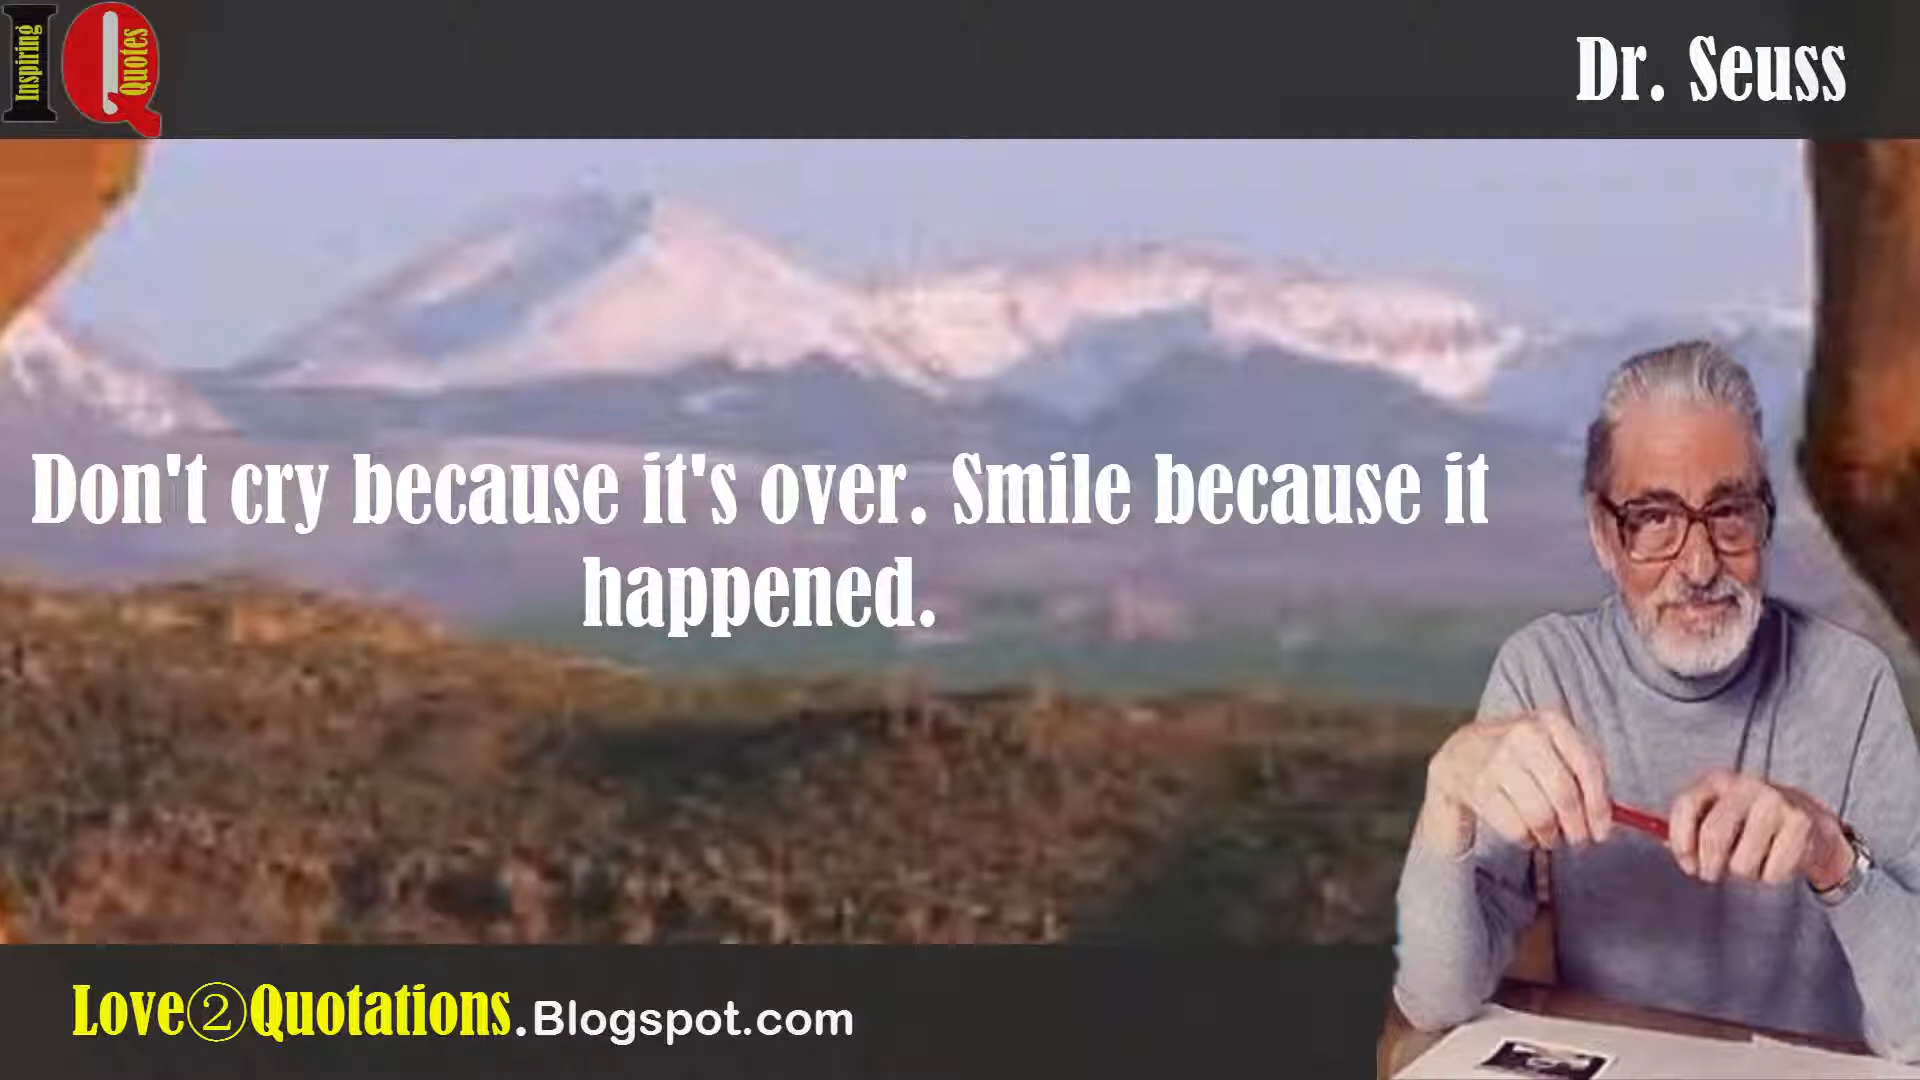 Inspiring
Quotes
Dr. Seuss
Don't cry because it's over. Smile because it
happened.
Love②Quotations.Blogspot.com